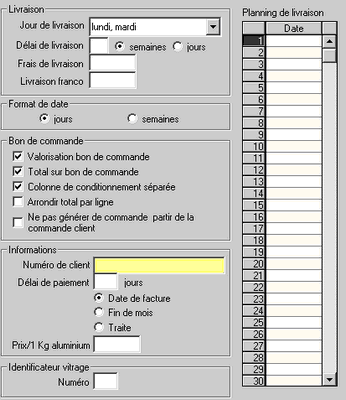 Livraison
Jour de livraison lundi, mardi
Délai de livraison semaines jours
Frais de livraison
Livraison franco
Format de date
jours semaines
Bon de commande
Valorisation bon de commande
Total sur bon de commande
Colonne de conditionnement séparée
Arrondir total par ligne
Ne pas générer de commande partir de la
commande client
Informations
Numéro de client
Délai de paiement jours
Date de facture
Fin de mois
Traite
Prix/1 Kg aluminium
Identificateur vitrage
Numéro
Planning de livraison
Date
1
2
3
4
5
6
7
8
9
10
11
12
13
14
15
16
17
18
19
20
21
22
23
24
25
26
27
28
29
30